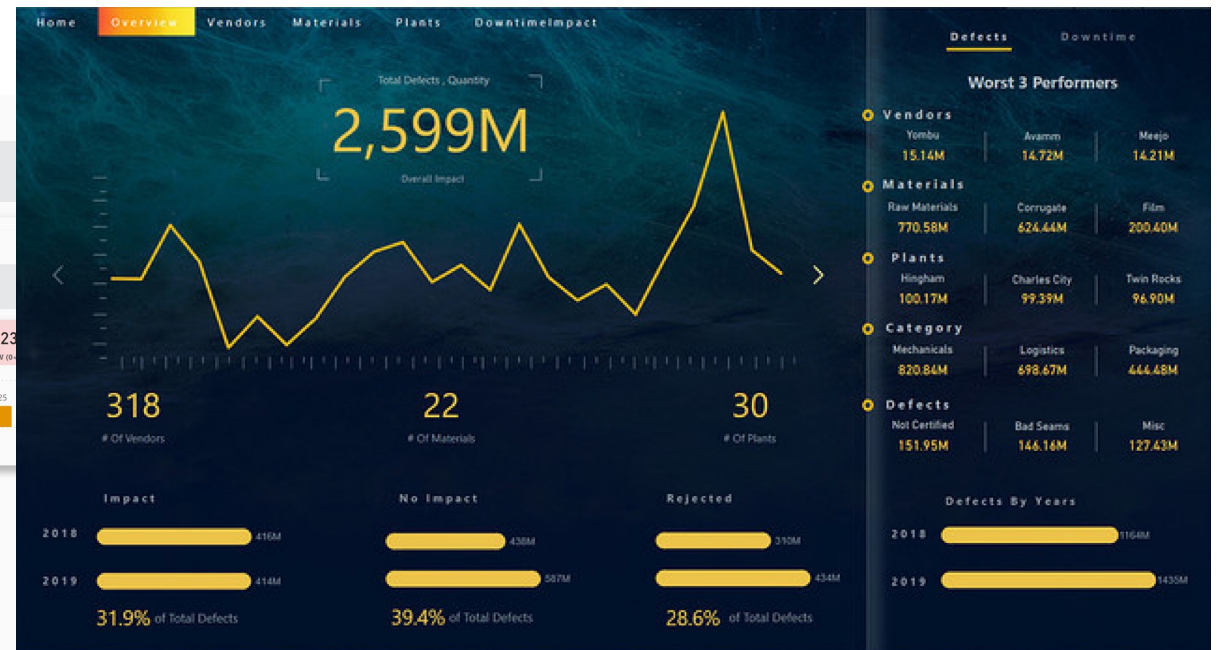 Home Overview Vendors Materials Plants DowntimeImpact
Total Defects , Quantity
2,599M
Overall Impact
318 22 30
# Of Vendors # Of Materials # Of Plants
Impact No Impact Rejected
2018 416M 438M 310M
2019 414M 587M 434M
31.9% of Total Defects 39.4% of Total Defects 28.6% of Total Defects
Defects Downtime
Worst 3 Performers
Vendors
Yombu Avamm Meejo
15.14M 14.72M 14.21M
Materials
Raw Materials Corrugate Film
770.58M 624.44M 200.40M
Plants
Hingham Charles City Twin Rocks
100.17M 99.39M 96.90M
Category
Mechanicals Logistics Packaging
820.84M 698.67M 444.48M
Defects
Not Certified Bad Seams Misc
151.95M 146.16M 127.43M
Defects By Years
2018 1164M
2019 1435M
23
25